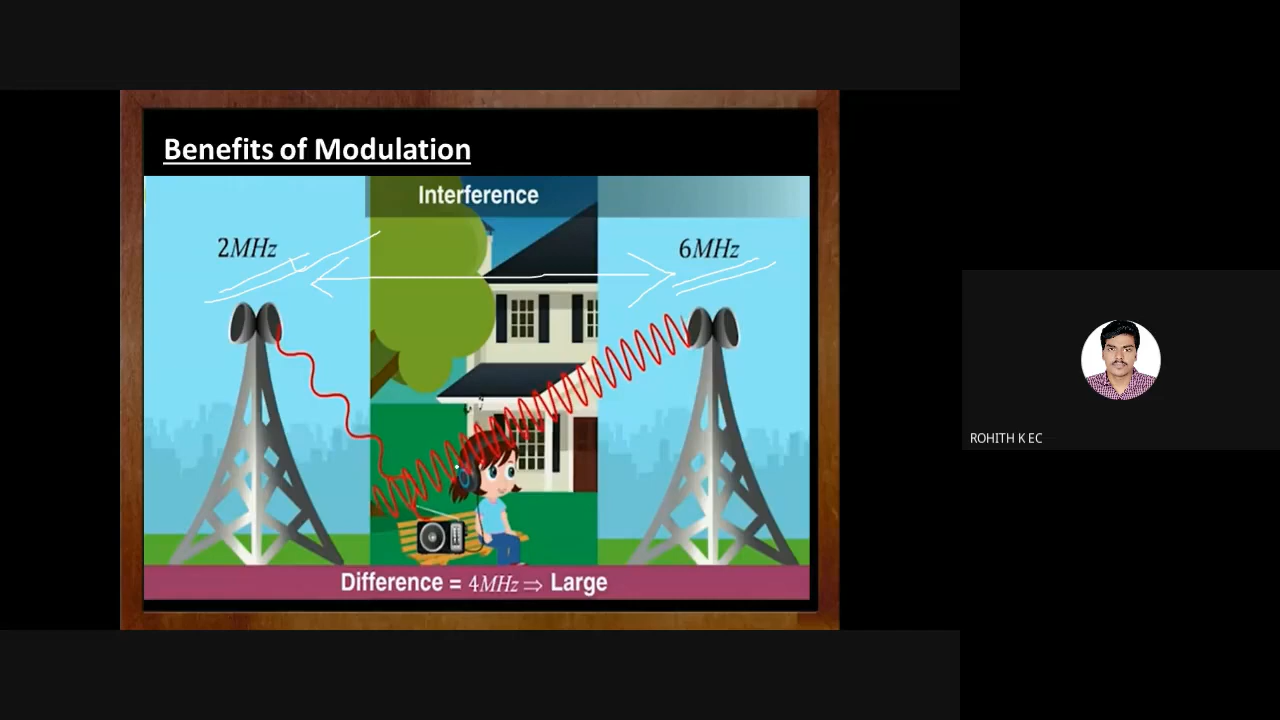 Benefits of Modulation
Interference
2MHz
6MHz
Difference = 4MHz ⇒ Large
ROHITH K EC